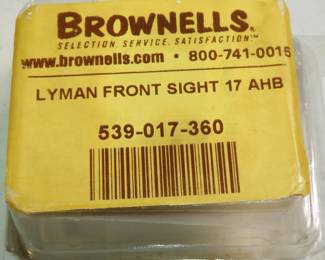 BROWNELLS®
SELECTION. SERVICE. SATISFACTION™
www.brownells.com • 800-741-0015
LYMAN FRONT SIGHT 17 AHB
539-017-360